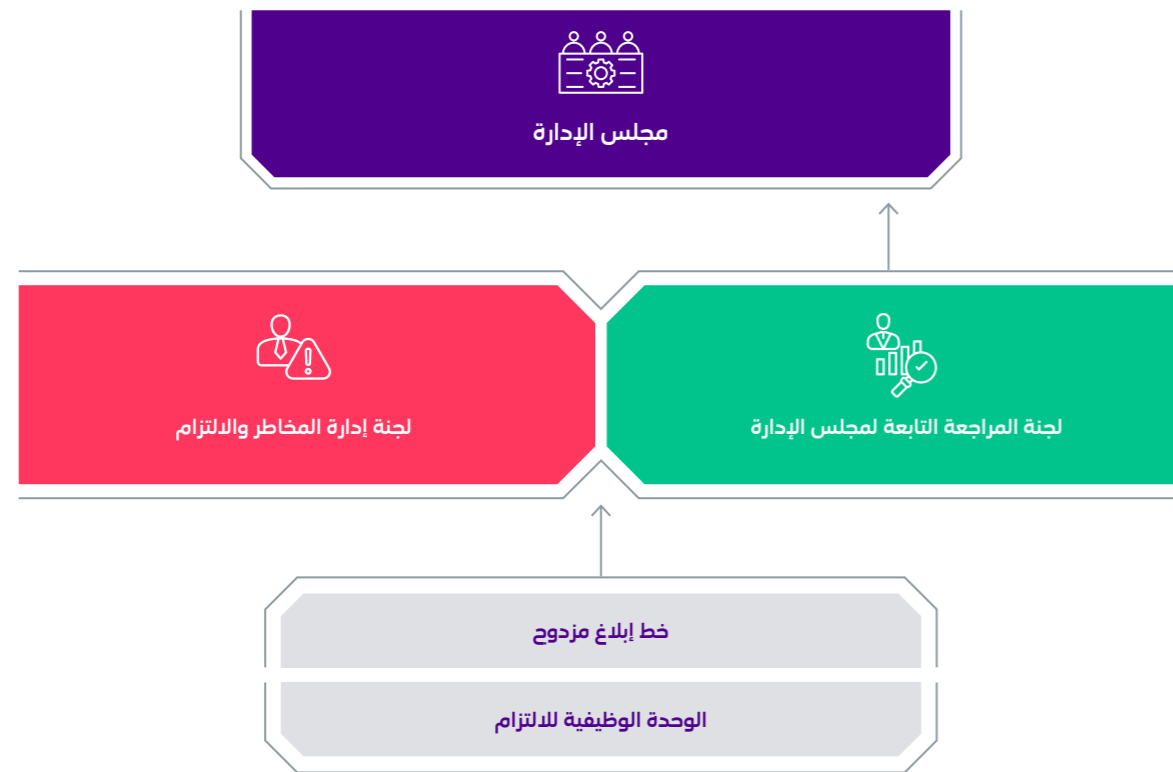 مجلس الإدارة
لجنة المراجعة التابعة لمجلس الإدارة
لجنة إدارة المخاطر والالتزام
خط إبلاغ مزدوج
الوحدة الوظيفية للالتزام